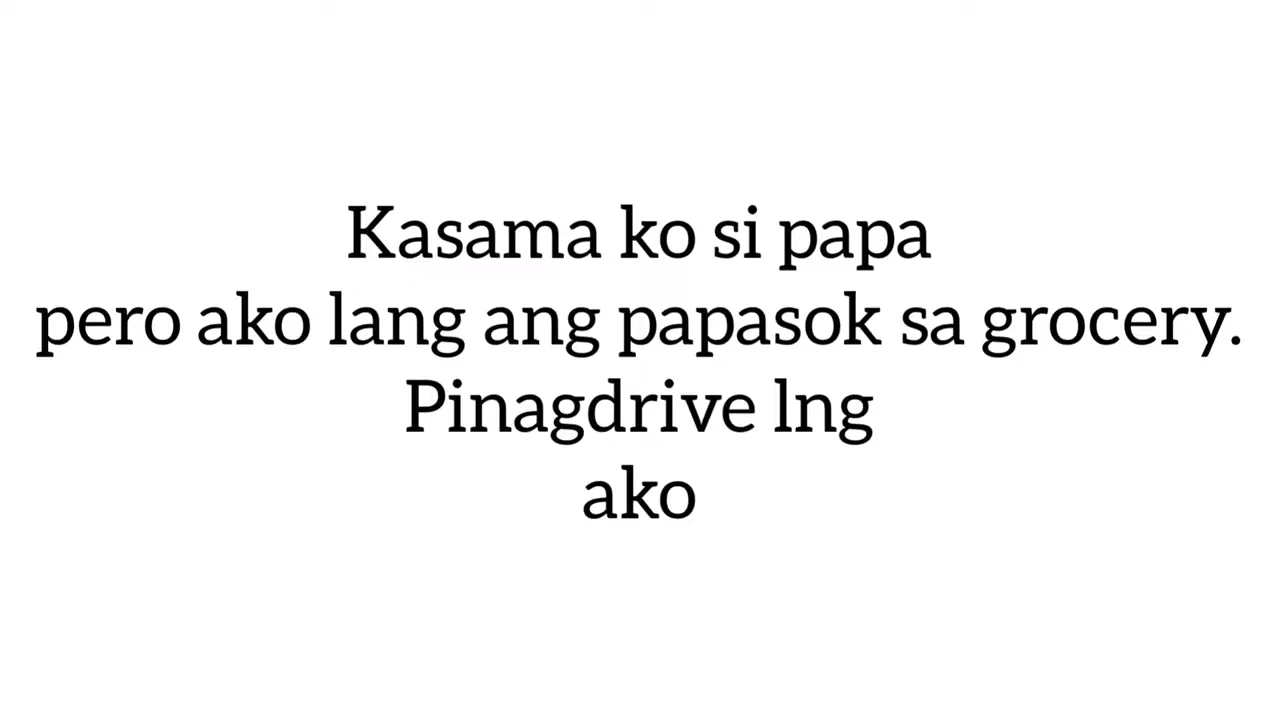 Kasama ko si papa
pero ako lang ang papasok sa grocery.
Pinagdrive lng
ako